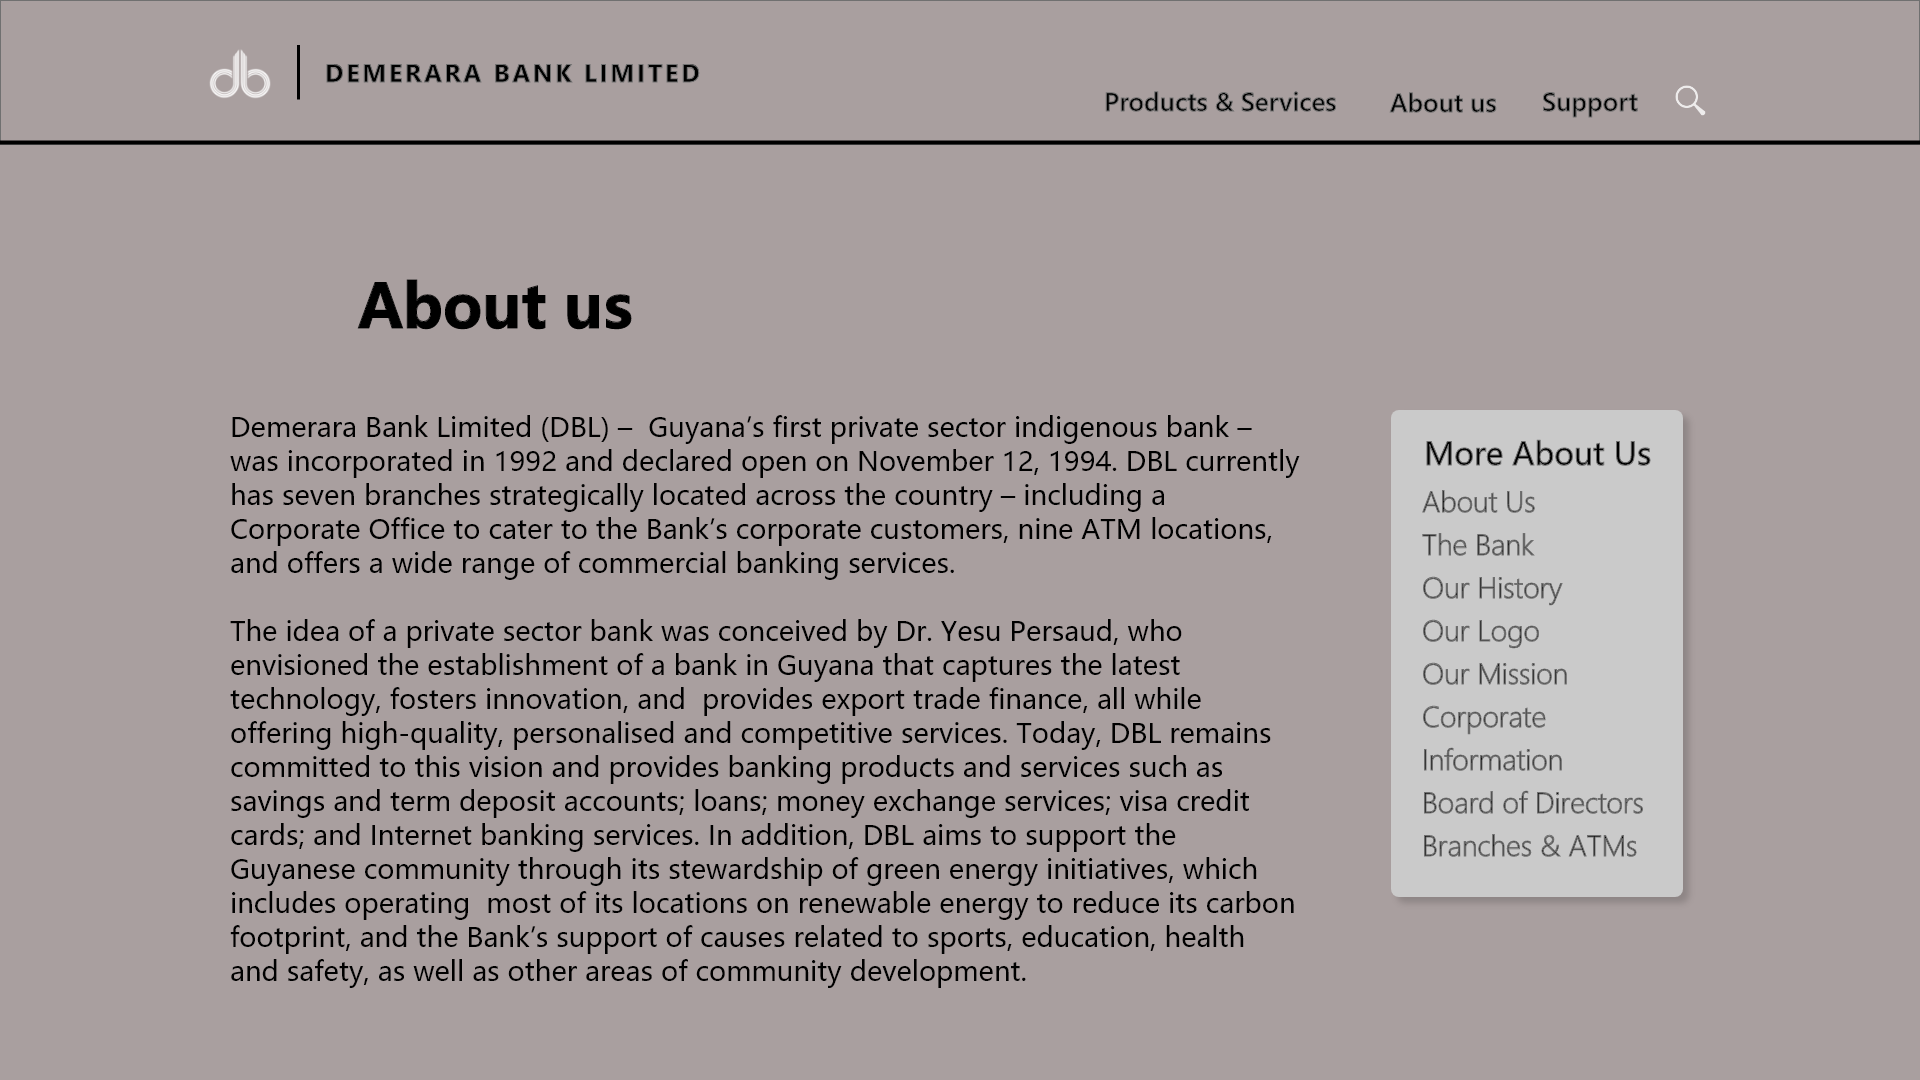 db
DEMERARA BANK LIMITED
Products & Services
About us
Support
About us
Demerara Bank Limited (DBL) –  Guyana’s first private sector indigenous bank –
was incorporated in 1992 and declared open on November 12, 1994. DBL currently
has seven branches strategically located across the country – including a
Corporate Office to cater to the Bank’s corporate customers, nine ATM locations,
and offers a wide range of commercial banking services.
The idea of a private sector bank was conceived by Dr. Yesu Persaud, who
envisioned the establishment of a bank in Guyana that captures the latest
technology, fosters innovation, and  provides export trade finance, all while
offering high-quality, personalised and competitive services. Today, DBL remains
committed to this vision and provides banking products and services such as
savings and term deposit accounts; loans; money exchange services; visa credit
cards; and Internet banking services. In addition, DBL aims to support the
Guyanese community through its stewardship of green energy initiatives, which
includes operating  most of its locations on renewable energy to reduce its carbon
footprint, and the Bank’s support of causes related to sports, education, health
and safety, as well as other areas of community development.
More About Us
About Us
The Bank
Our History
Our Logo
Our Mission
Corporate
Information
Board of Directors
Branches & ATMs